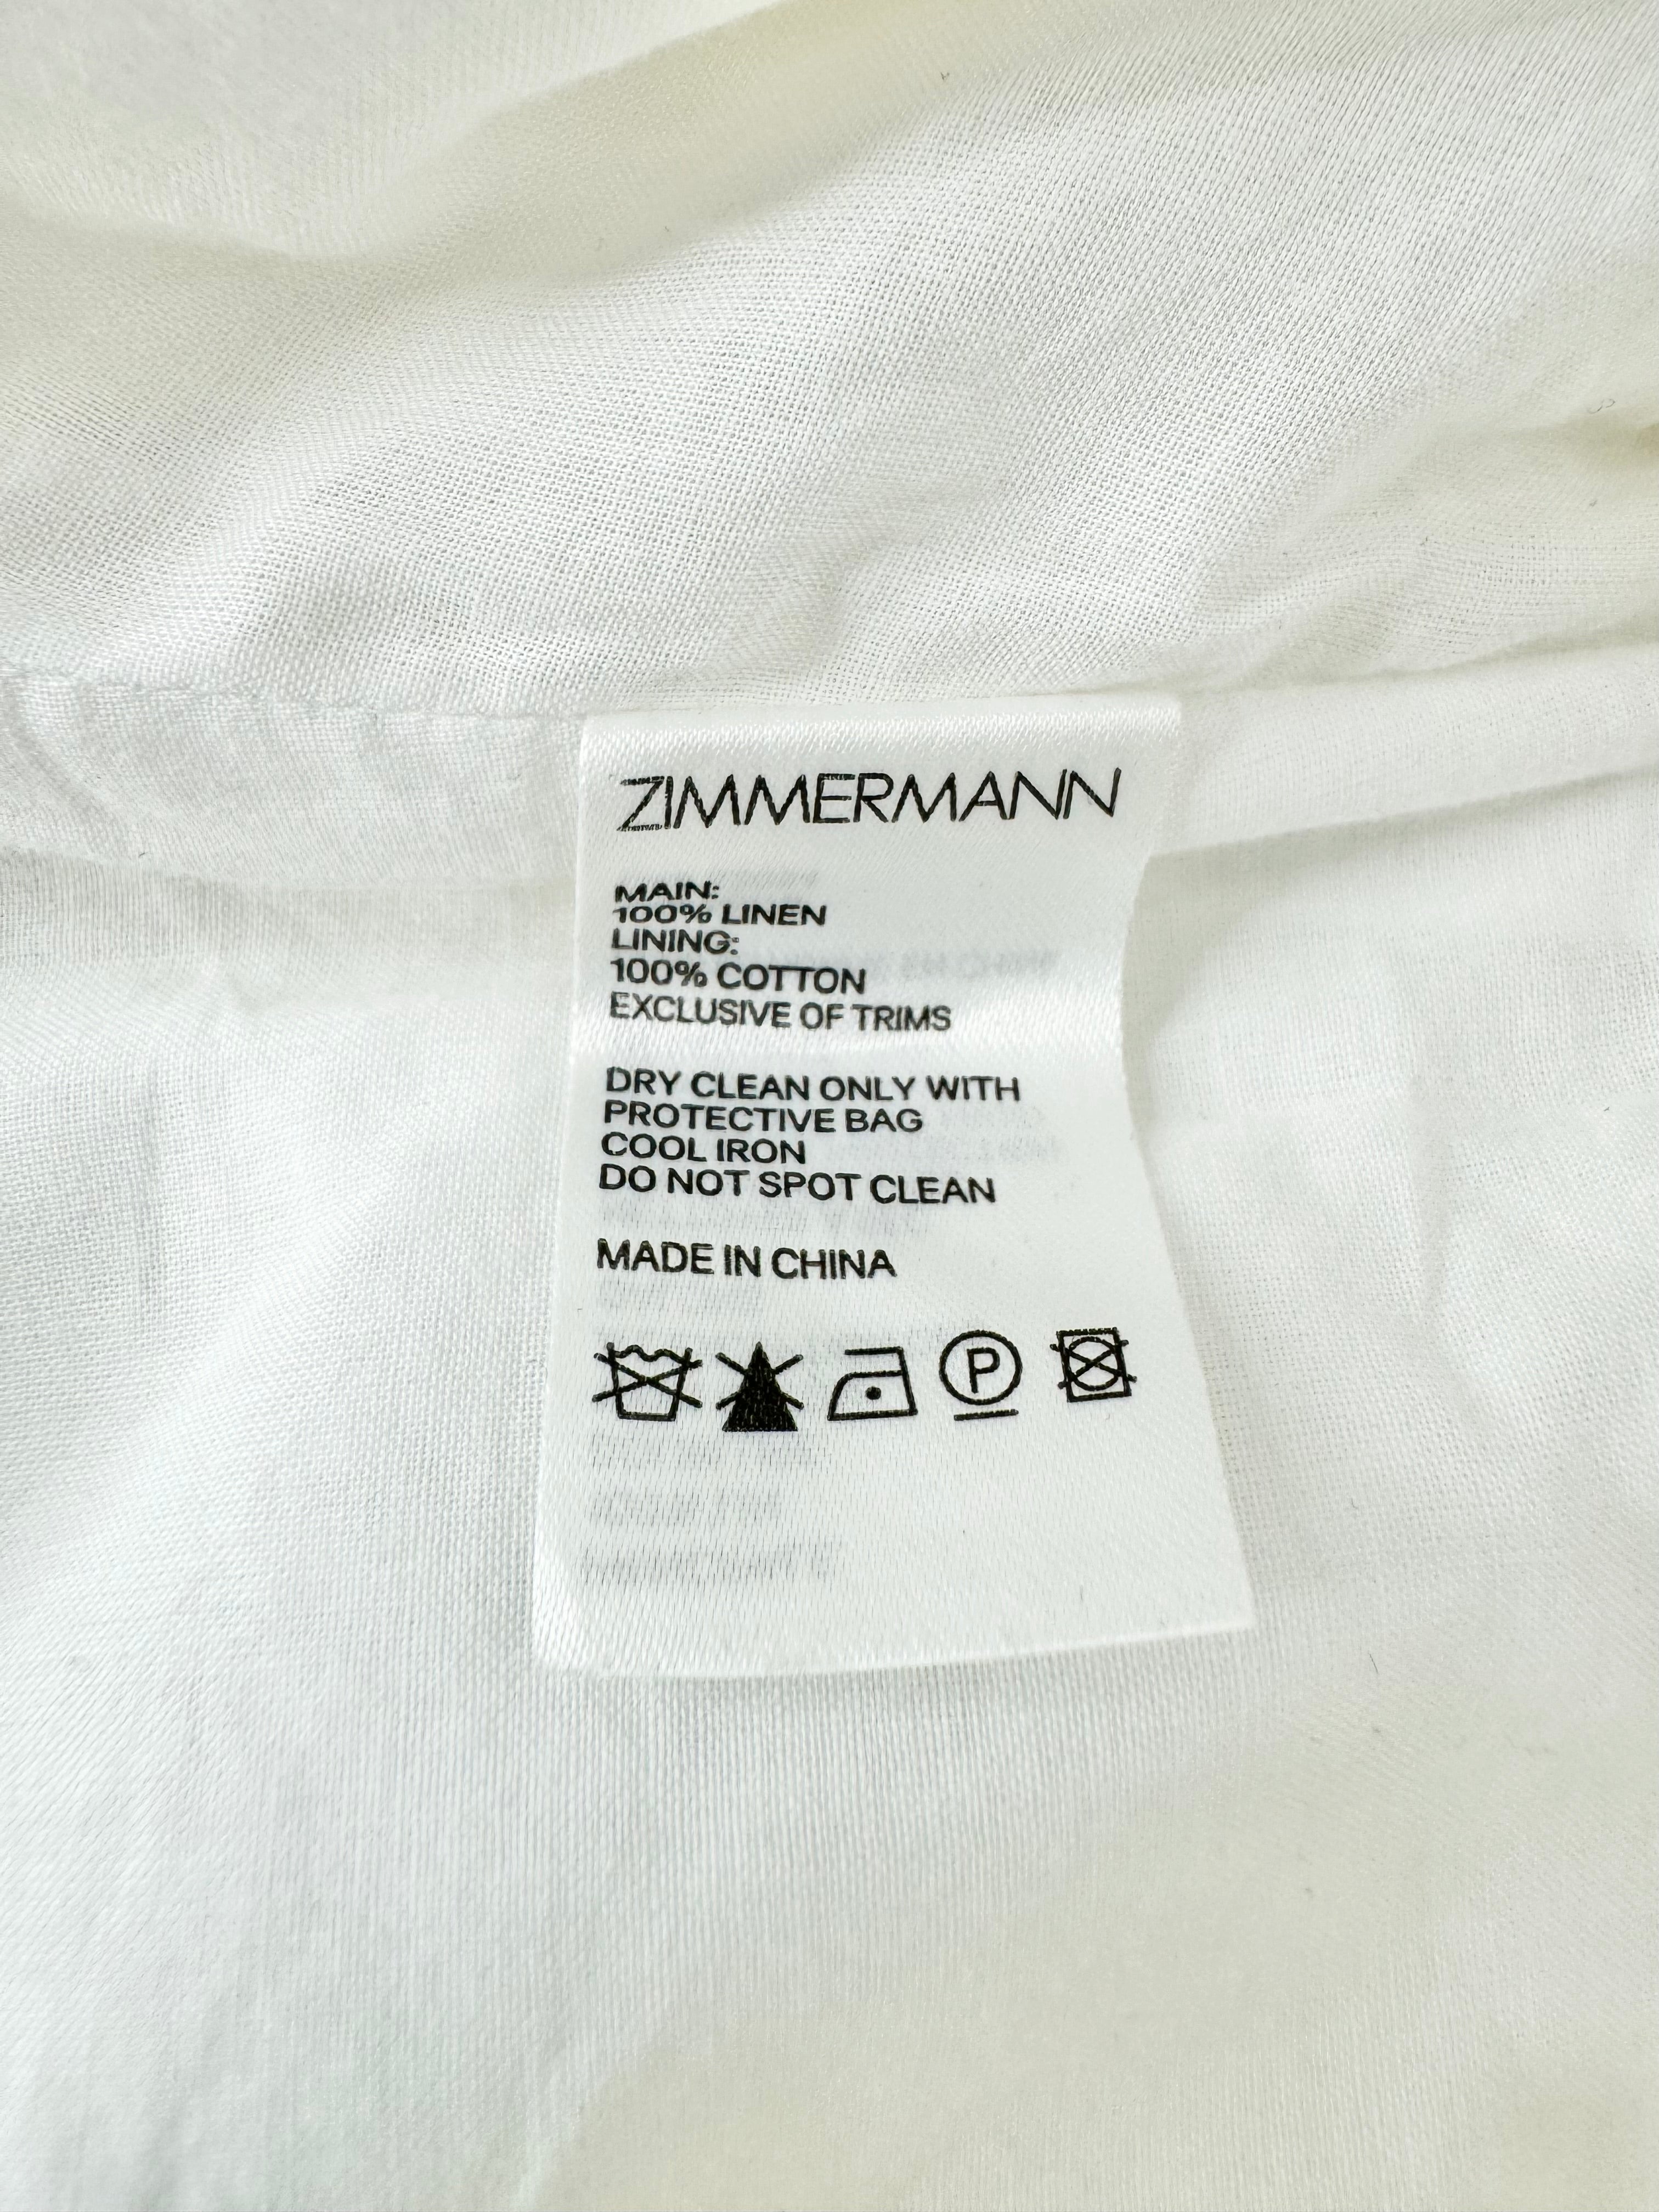 ZIMMERMANN
MAIN:
100% LINEN
LINING:
100% COTTON
EXCLUSIVE OF TRIMS
DRY CLEAN ONLY WITH
PROTECTIVE BAG
COOL IRON
DO NOT SPOT CLEAN
MADE IN CHINA
P